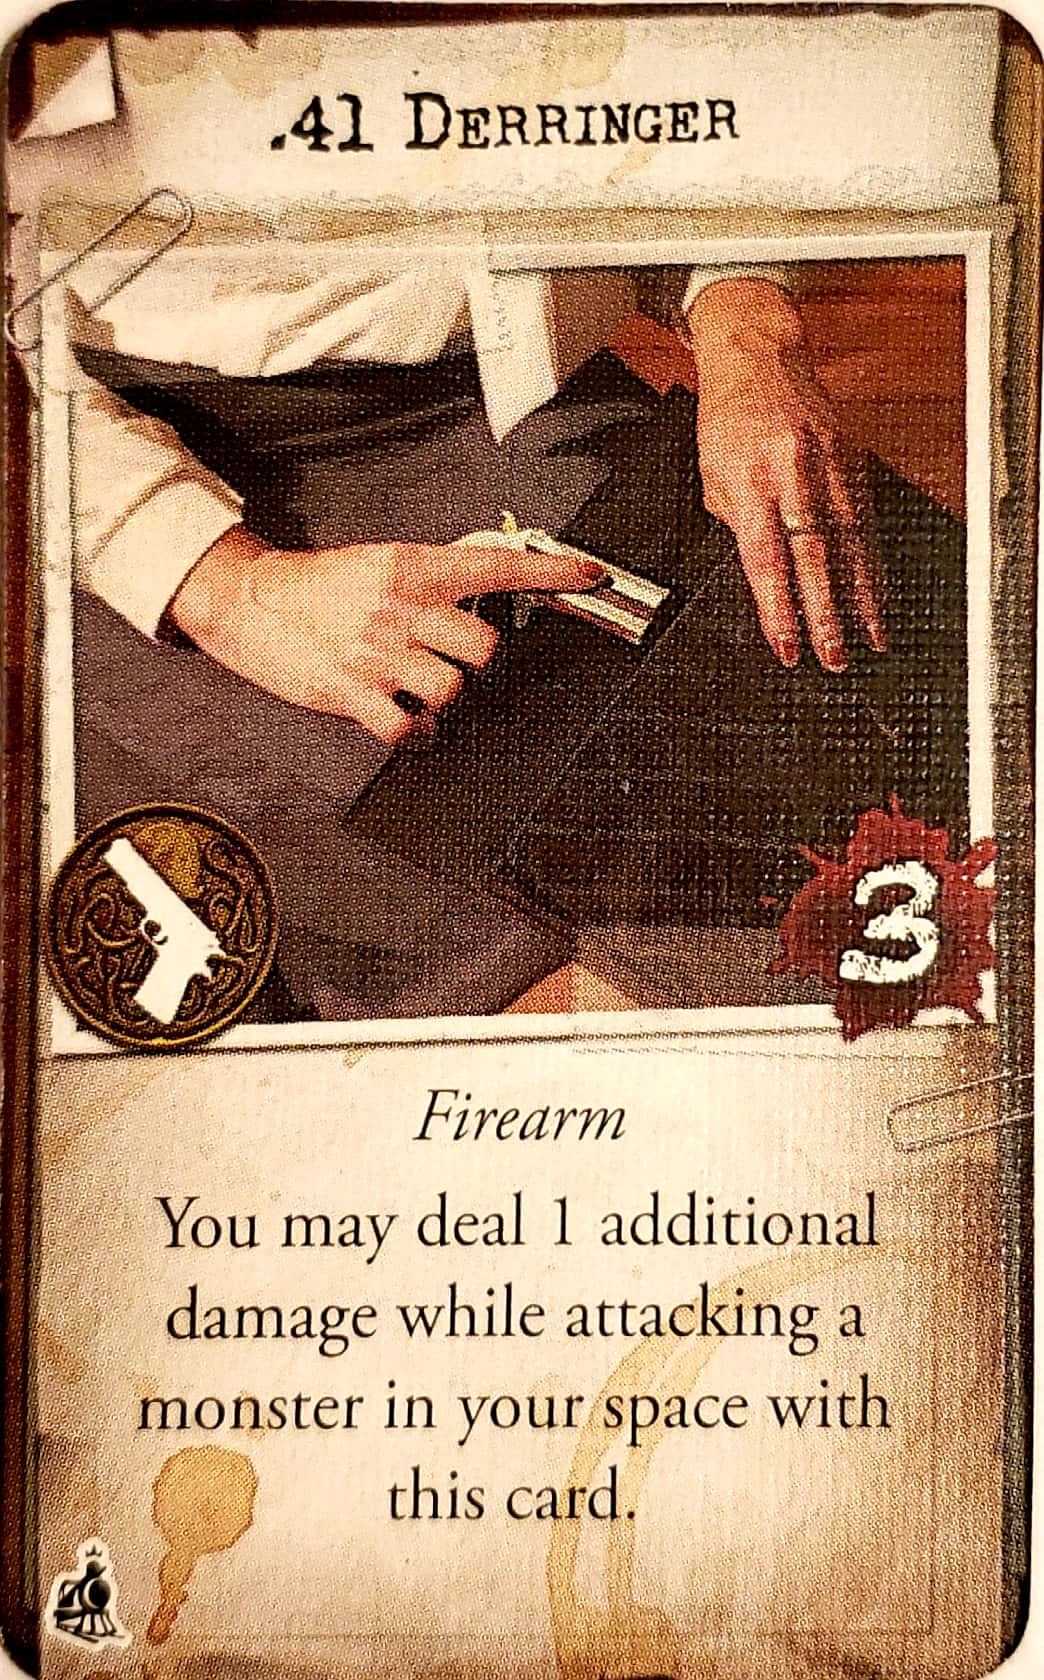 .41 Derringer
3
Firearm
You may deal 1 additional
damage while attacking a
monster in your space with
this card.